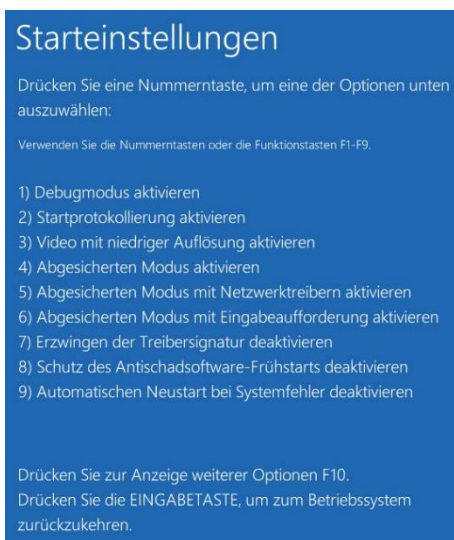 Starteinstellungen
Drücken Sie eine Nummerntaste, um eine der Optionen unten
auszuwählen:
Verwenden Sie die Nummerntasten oder die Funktionstasten F1-F9.
1) Debugmodus aktivieren
2) Startprotokollierung aktivieren
3) Video mit niedriger Auflösung aktivieren
4) Abgesicherten Modus aktivieren
5) Abgesicherten Modus mit Netzwerktreibern aktivieren
6) Abgesicherten Modus mit Eingabeaufforderung aktivieren
7) Erzwingen der Treibersignatur deaktivieren
8) Schutz des Antischadsoftware-Frühstarts deaktivieren
9) Automatischen Neustart bei Systemfehler deaktivieren
Drücken Sie zur Anzeige weiterer Optionen F10.
Drücken Sie die EINGABETASTE, um zum Betriebssystem
zurückzukehren.